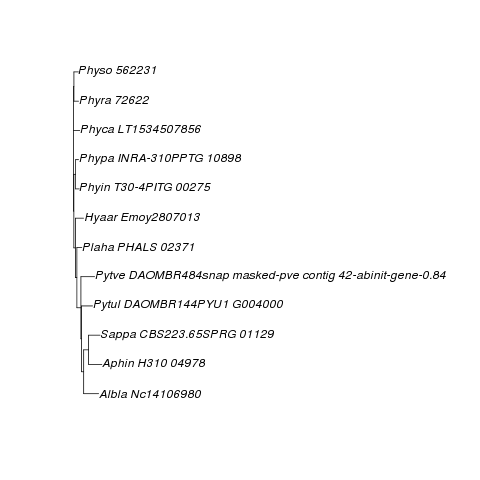 Physo 562231
Phyra 72622
Phyca LT1534507856
Phypa INRA-310PPTG 10898
Phyin T30-4PITG 00275
Hyaar Emoy2807013
Plaha PHALS 02371
Pytve DAOMBR484snap masked-pve contig 42-abinit-gene-0.84
Pytul DAOMBR144PYU1 G004000
Sappa CBS223.65SPRG 01129
Aphin H310 04978
Albla Nc14106980